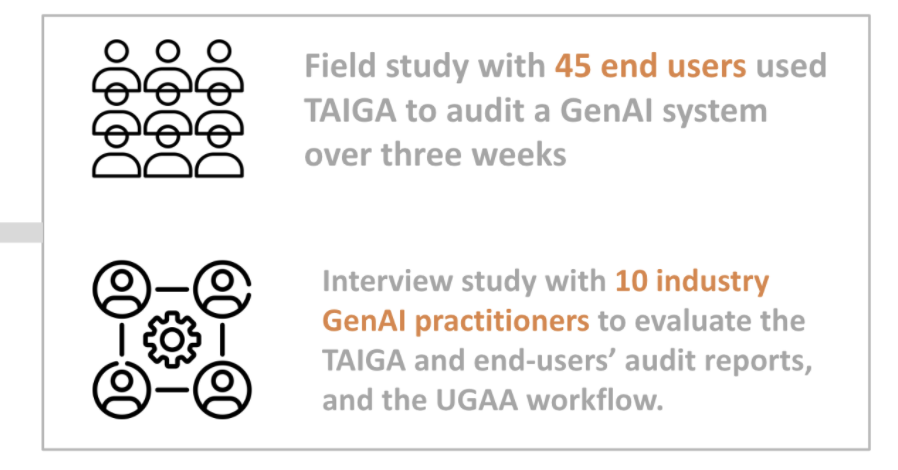 Field study with 45 end users used
TAIGA to audit a GenAI system
over three weeks
Interview study with 10 industry
GenAI practitioners to evaluate the
TAIGA and end-users’ audit reports,
and the UGAA workflow.